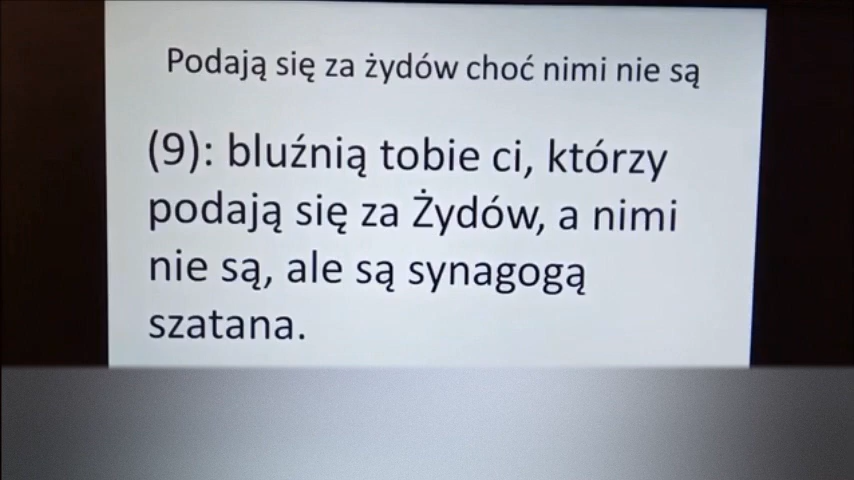 Podają się za żydów choć nimi nie są
(9): bluźnią tobie ci, którzy
podają się za Żydów, a nimi
nie są, ale są synagogą
szatana.